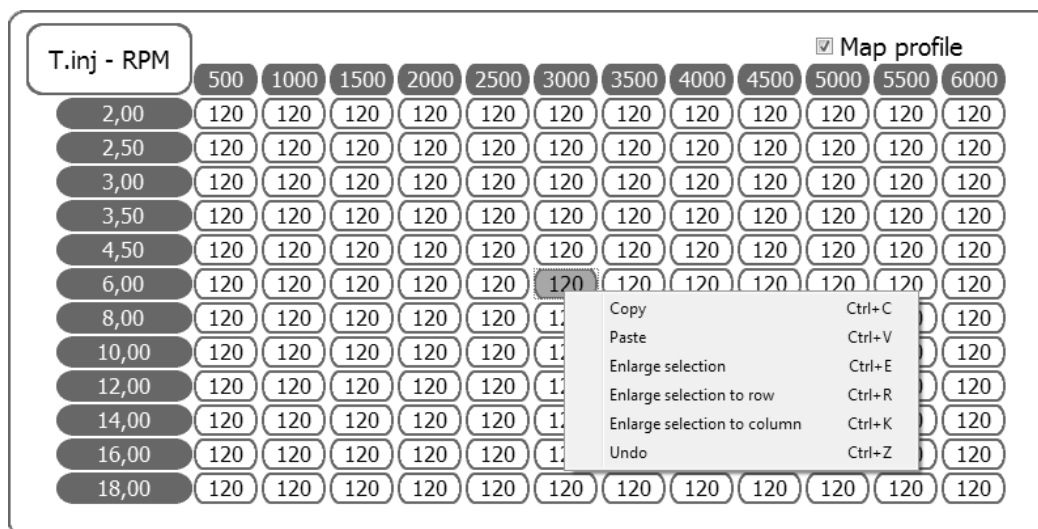 T.inj - RPM
Map profile
500 1000 1500 2000 2500 3000 3500 4000 4500 5000 5500 6000
2,00 120 120 120 120 120 120 120 120 120 120 120 120
2,50 120 120 120 120 120 120 120 120 120 120 120 120
3,00 120 120 120 120 120 120 120 120 120 120 120 120
3,50 120 120 120 120 120 120 120 120 120 120 120 120
4,50 120 120 120 120 120 120 120 120 120 120 120 120
6,00 120 120 120 120 120 120 120 120 120 120 120 120
8,00 120 120 120 120 120 120
10,00 120 120 120 120 120 120
12,00 120 120 120 120 120 120
14,00 120 120 120 120 120 120
16,00 120 120 120 120 120 120
18,00 120 120 120 120 120 120 120 120 120 120 120 120
Copy Ctrl+C
Paste Ctrl+V
Enlarge selection Ctrl+E
Enlarge selection to row Ctrl+R
Enlarge selection to column Ctrl+K
Undo Ctrl+Z